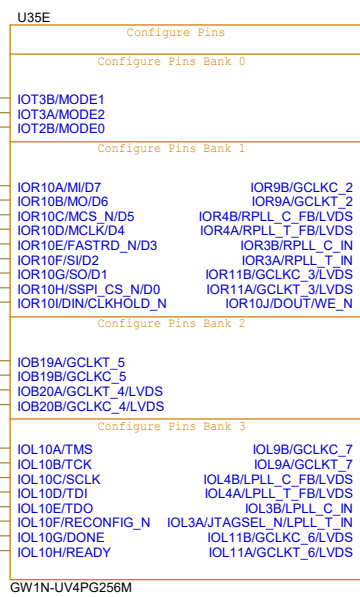 U35E
Configure Pins
Configure Pins Bank 0
IOT3B/MODE1
IOT3A/MODE2
IOT2B/MODE0
Configure Pins Bank 1
IOR10A/MI/D7 IOR9B/GCLKC_2
IOR10B/MO/D6 IOR9A/GCLKT_2
IOR10C/MCS_N/D5 IOR4B/RPLL_C_FB/LVDS
IOR10D/MCLK/D4 IOR4A/RPLL_T_FB/LVDS
IOR10E/FASTRD_N/D3 IOR3B/RPLL_C_IN
IOR10F/SI/D2 IOR3A/RPLL_T_IN
IOR10G/SO/D1 IOR11B/GCLKC_3/LVDS
IOR10H/SSPI_CS_N/D0 IOR11A/GCLKT_3/LVDS
IOR10I/DIN/CLKHOLD_N IOR10J/DOUT/WE_N
Configure Pins Bank 2
IOB19A/GCLKT_5
IOB19B/GCLKC_5
IOB20A/GCLKT_4/LVDS
IOB20B/GCLKC_4/LVDS
Configure Pins Bank 3
IOL10A/TMS IOL9B/GCLKC_7
IOL10B/TCK IOL9A/GCLKT_7
IOL10C/SCLK IOL4B/LPLL_C_FB/LVDS
IOL10D/TDI IOL4A/LPLL_T_FB/LVDS
IOL10E/TDO IOL3B/LPLL_C_IN
IOL10F/RECONFIG_N IOL3A/JTAGSEL_N/LPLL_T_IN
IOL10G/DONE IOL11B/GCLKC_6/LVDS
IOL10H/READY IOL11A/GCLKT_6/LVDS
GW1N-UV4PG256M